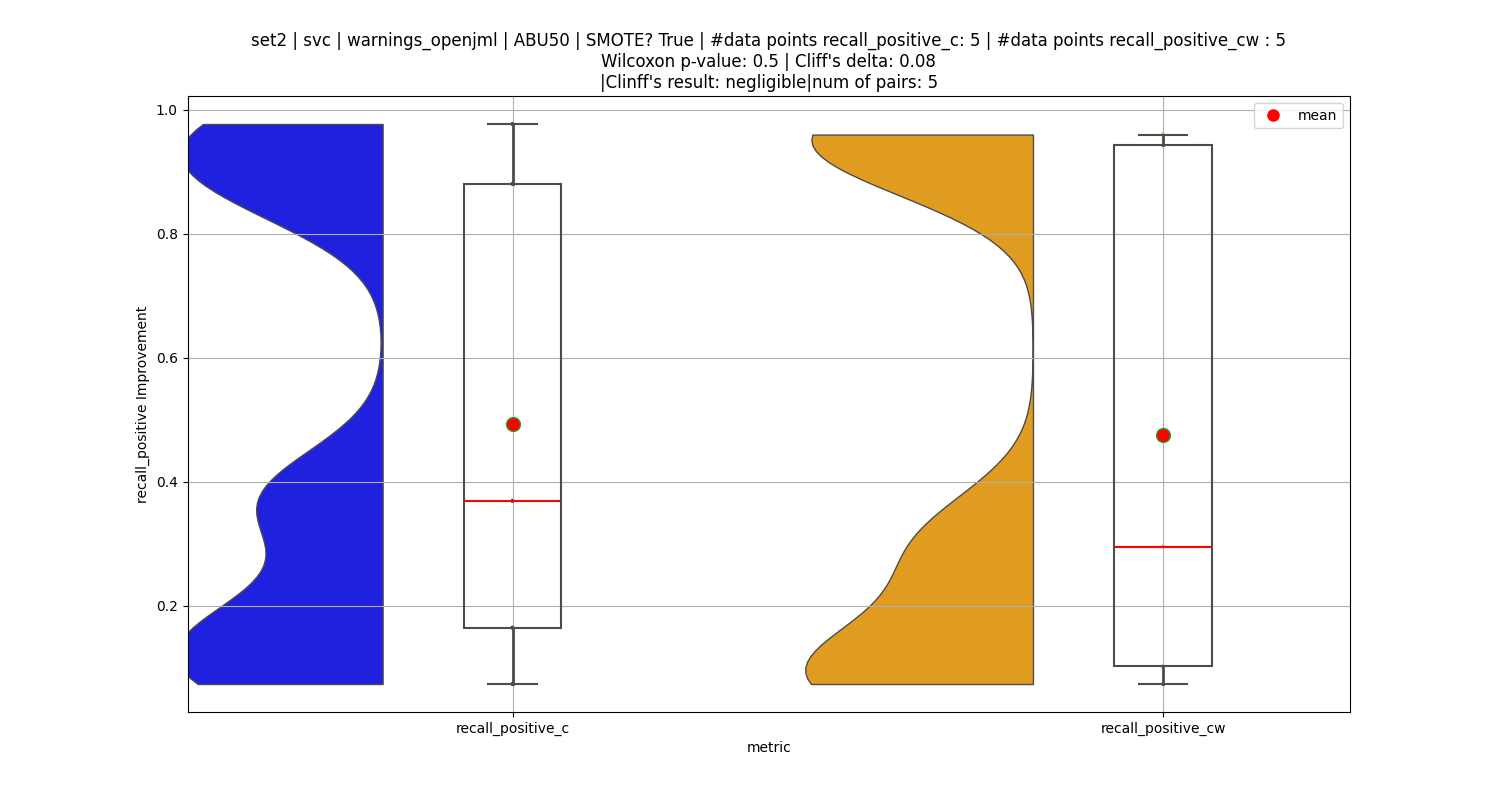 set2 | svc | warnings_openjml | ABU50 | SMOTE? True | #data points recall_positive_c: 5 | #data points recall_positive_cw : 5
Wilcoxon p-value: 0.5 | Cliff's delta: 0.08
|Clinff's result: negligible|num of pairs: 5
mean
1.0
0.8
0.6
0.4
0.2
recall_positive Improvement
recall_positive_c
recall_positive_cw
metric